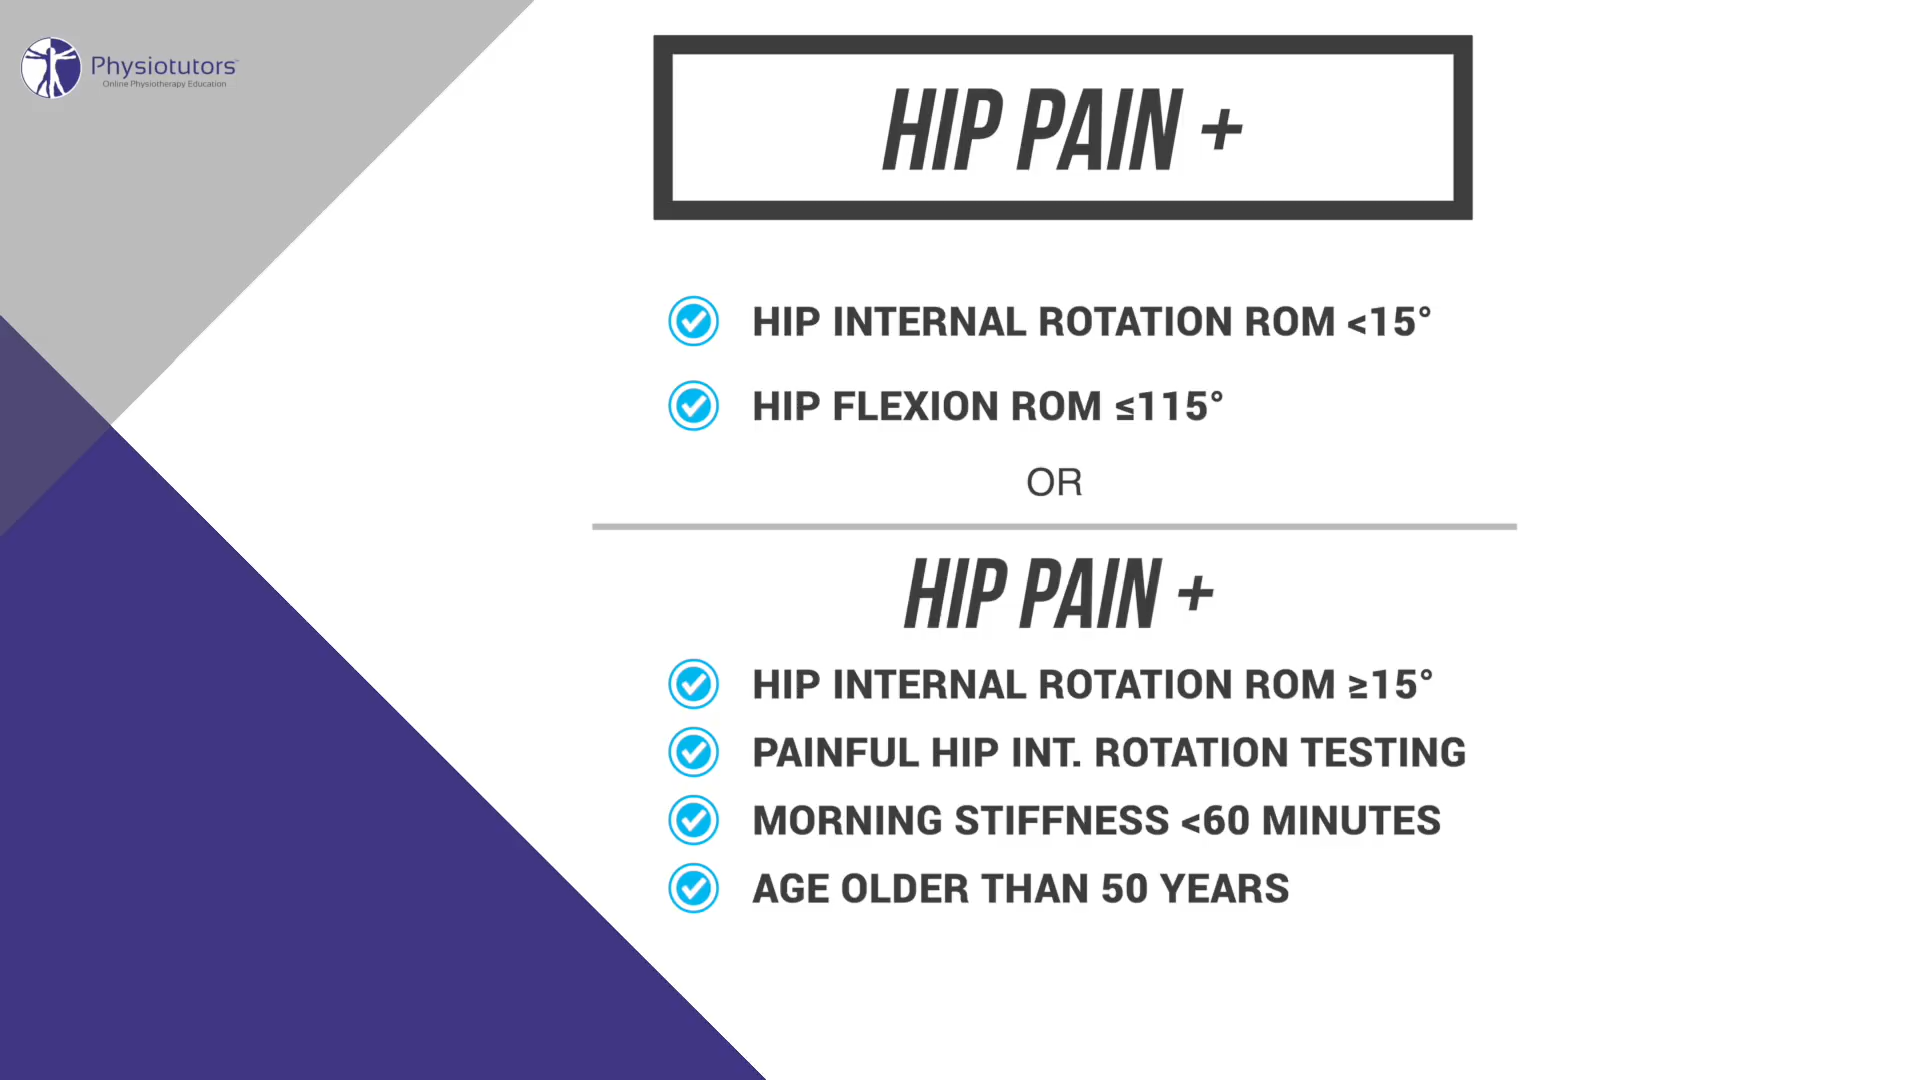 Physiotutors
Online Physiotherapy Education
HIP PAIN +
HIP INTERNAL ROTATION ROM <15°
HIP FLEXION ROM ≤115°
OR
HIP PAIN +
HIP INTERNAL ROTATION ROM ≥15°
PAINFUL HIP INT. ROTATION TESTING
MORNING STIFFNESS <60 MINUTES
AGE OLDER THAN 50 YEARS